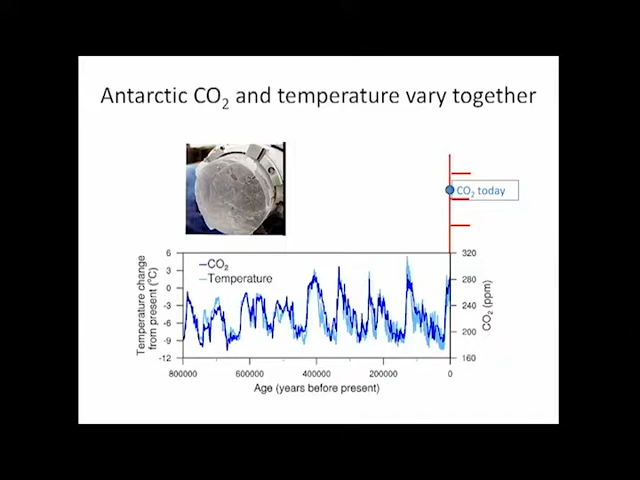 Antarctic CO₂ and temperature vary together
CO₂ today
6
3
0
-3
-6
-9
-12
Temperature change
from present (°C)
CO₂
Temperature
320
280
240
200
160
CO₂ (ppm)
800000
600000
400000
200000
0
Age (years before present)